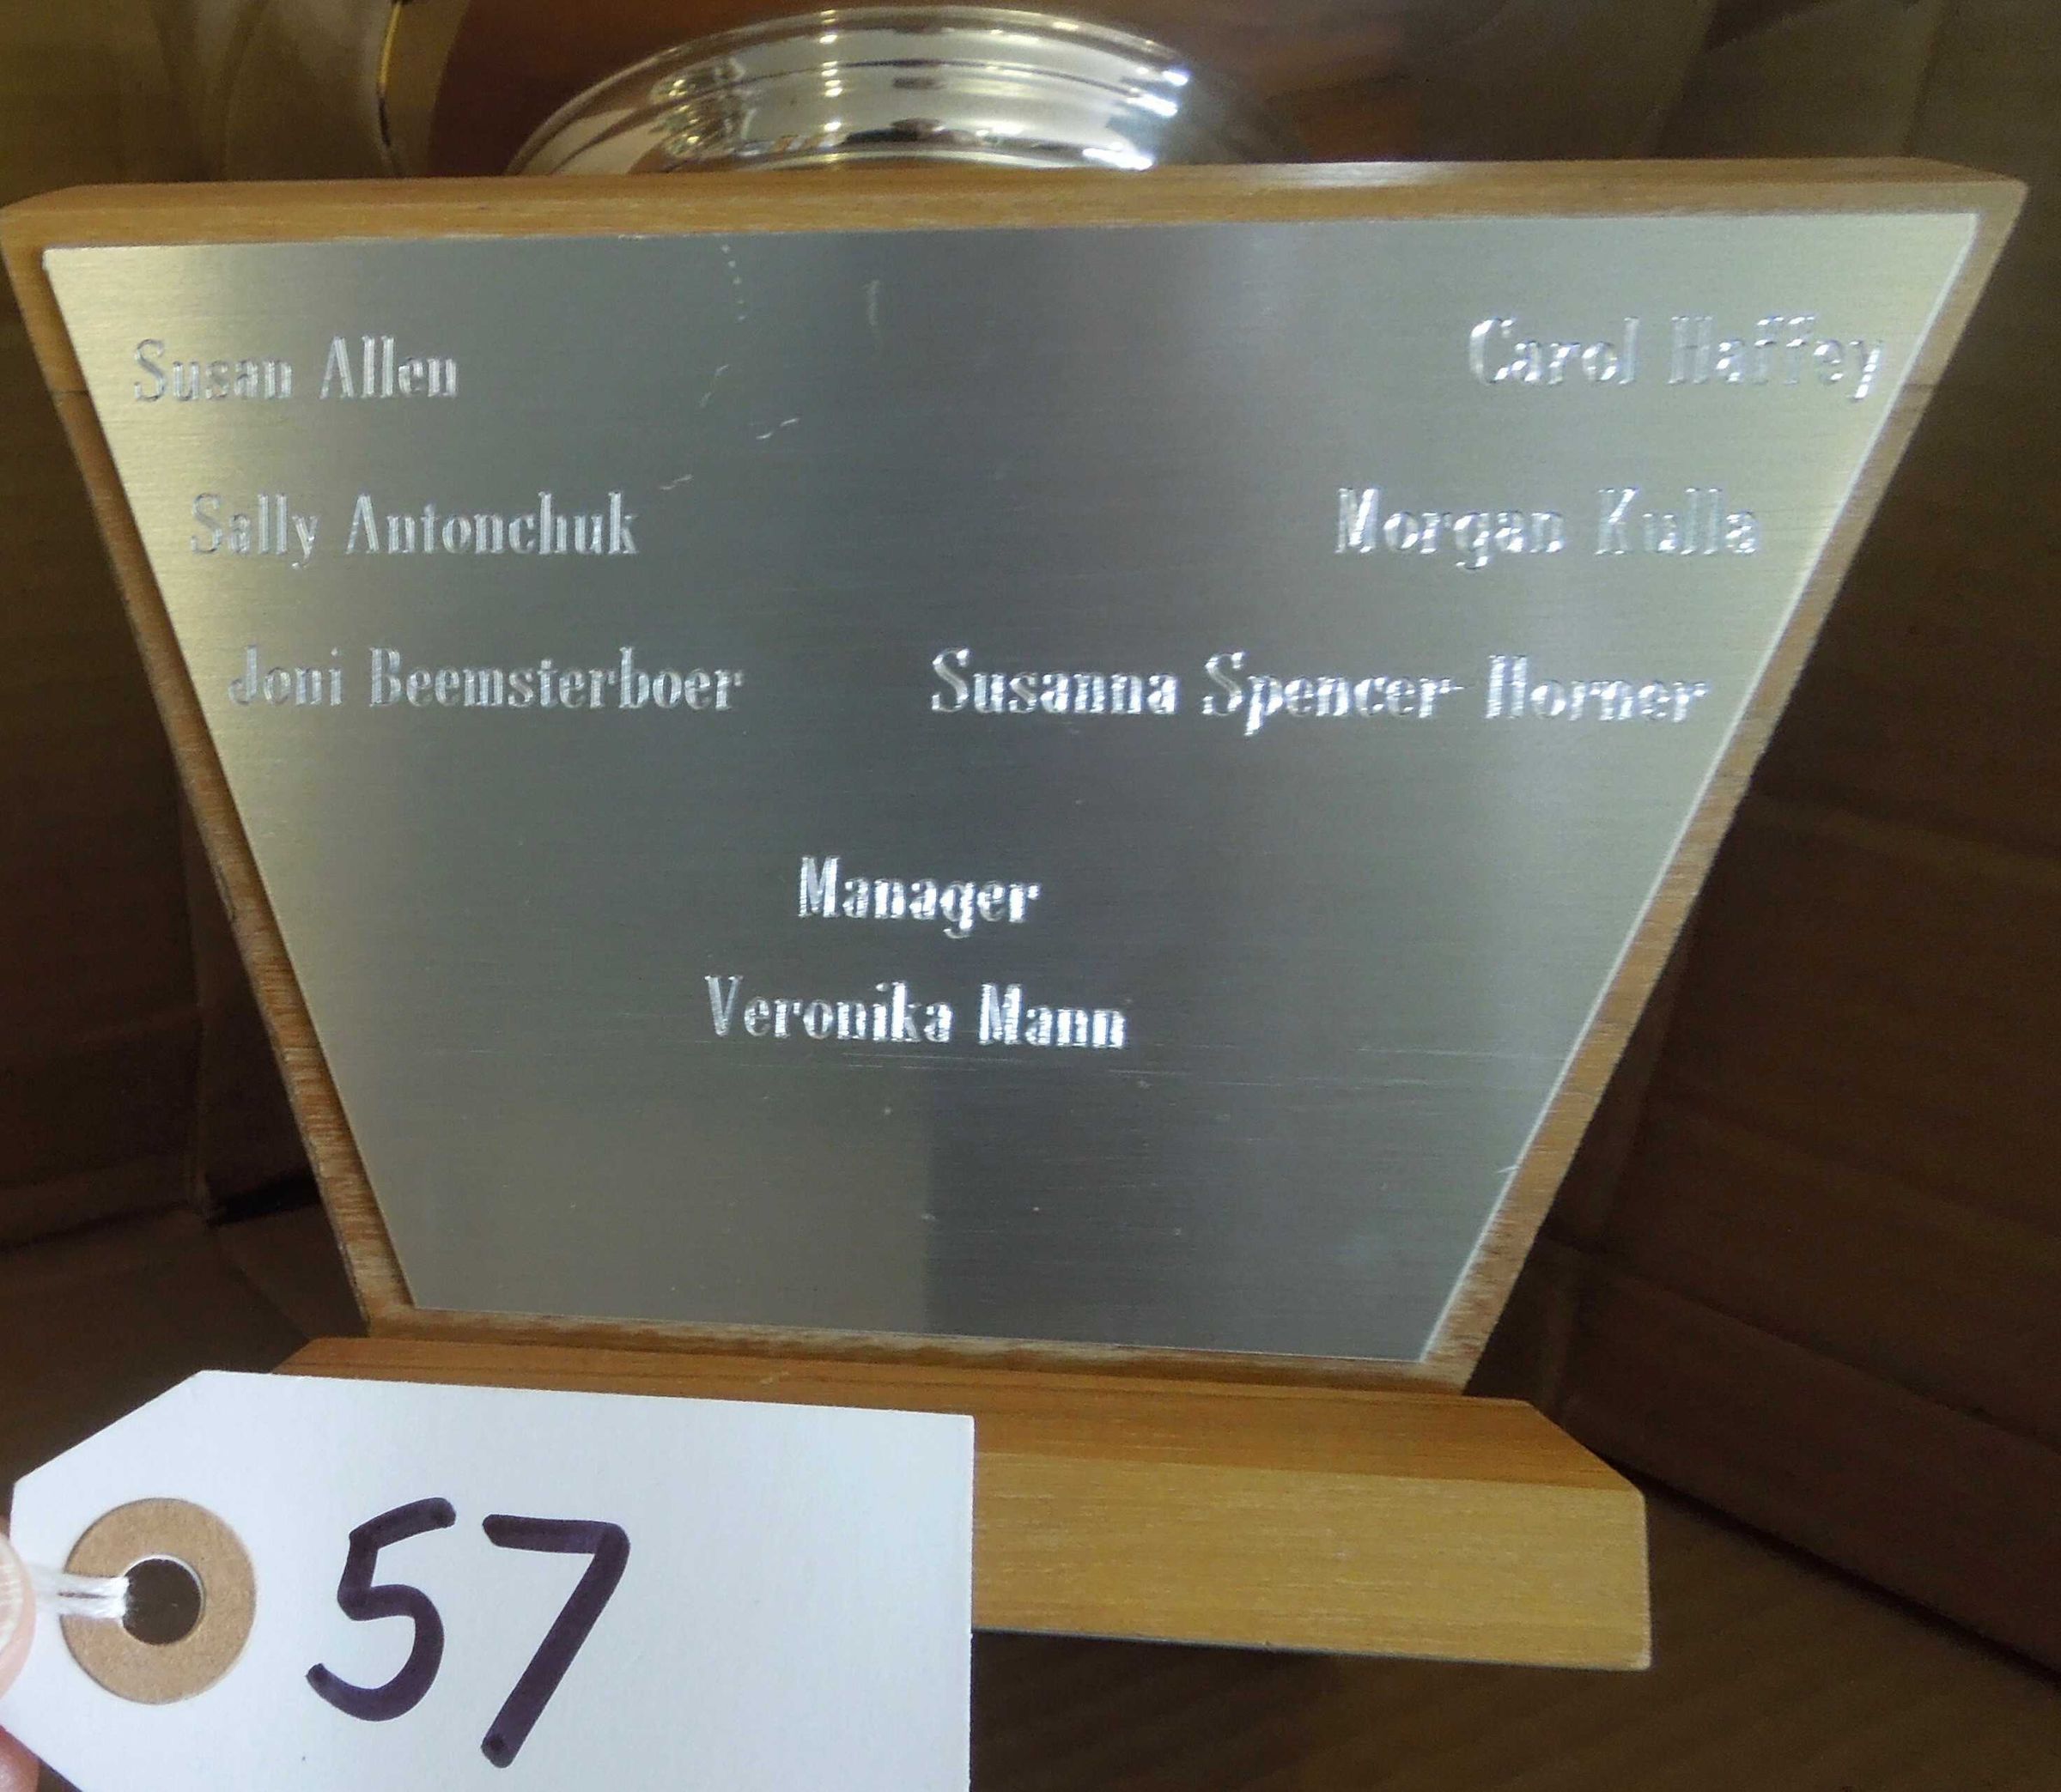 Susan Allen Carol Haffey
Sally Antonchuk Morgan Kulla
Joni Beemsterboer Susanna Spencer-Horner
Manager
Veronika Mann
57